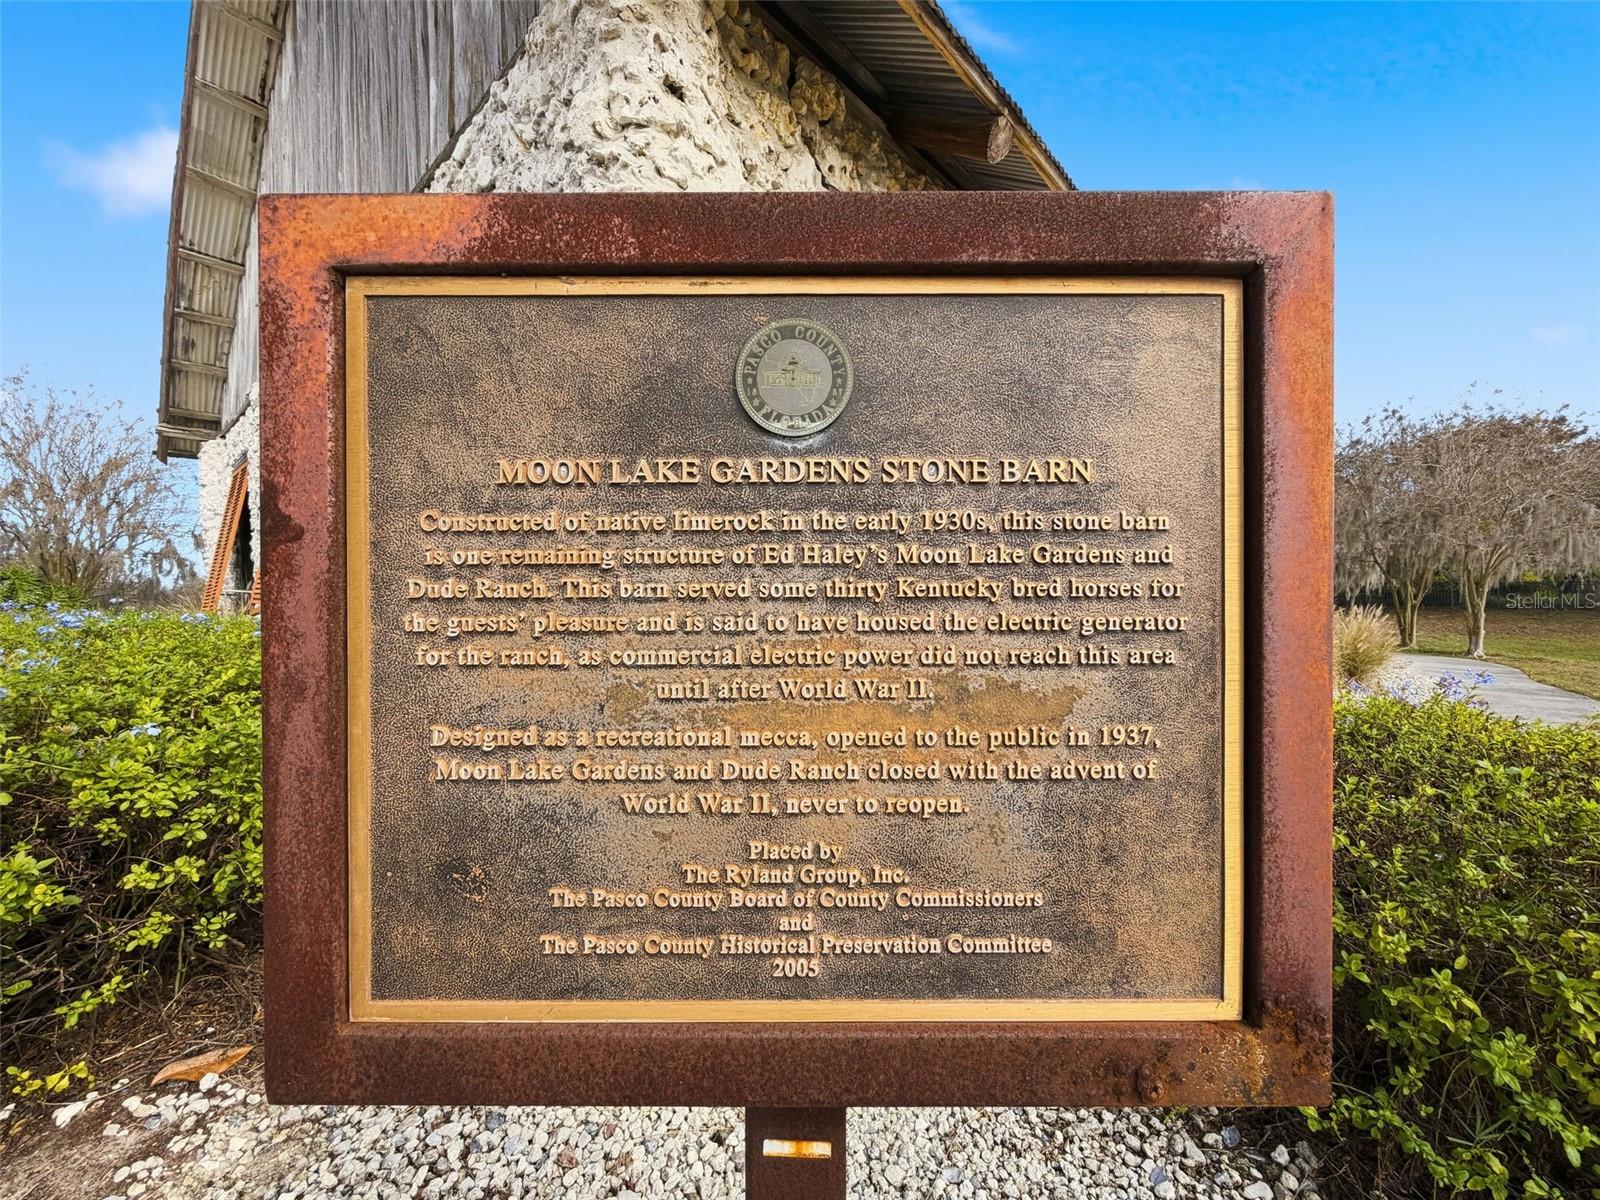 PASCO COUNTY
FLORIDA
MOON LAKE GARDENS STONE BARN
Constructed of native limerock in the early 1930s, this stone barn
is one remaining structure of Ed Haley's Moon Lake Gardens and
Dude Ranch. This barn served some thirty Kentucky bred horses for
the guests' pleasure and is said to have housed the electric generator
for the ranch, as commercial electric power did not reach this area
until after World War II.
Designed as a recreational mecca, opened to the public in 1937,
Moon Lake Gardens and Dude Ranch closed with the advent of
World War II, never to reopen.
Placed by
The Ryland Group, Inc.
The Pasco County Board of County Commissioners
and
The Pasco County Historical Preservation Committee
2005
Stellar MLS